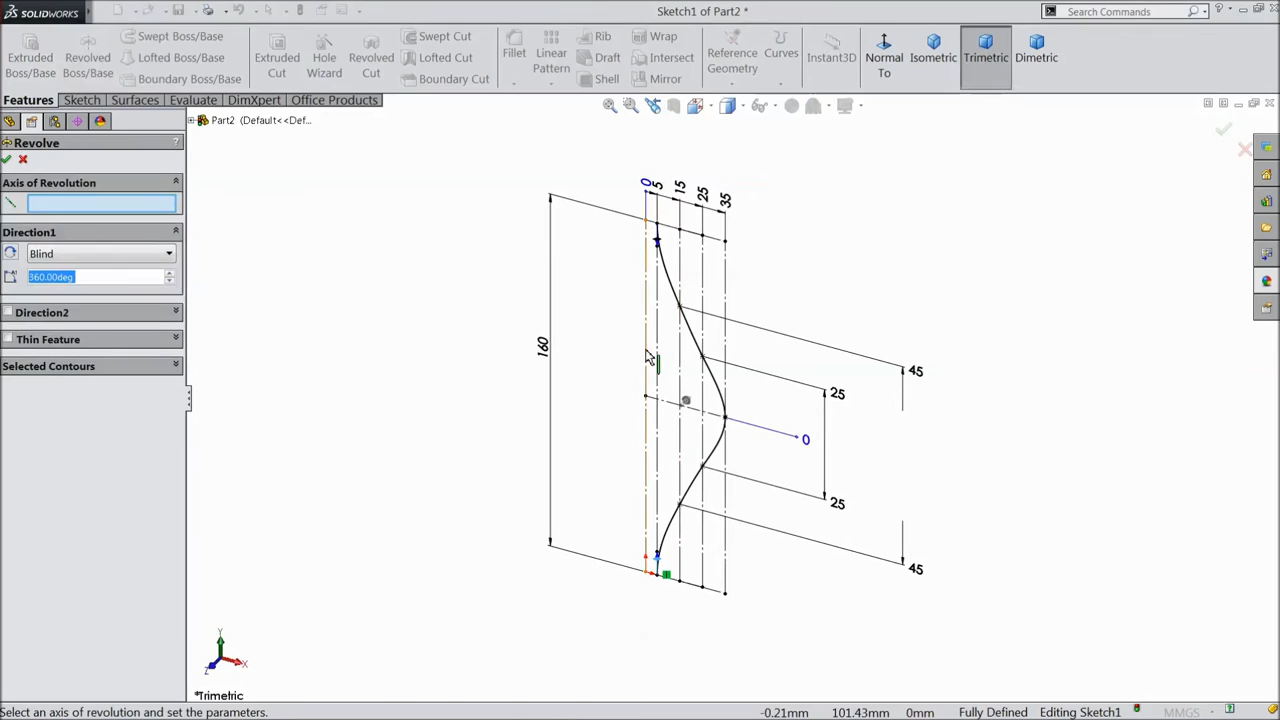 SOLIDWORKS
Sketch1 of Part2 *
Search Commands
Extruded Boss/Base
Revolved Boss/Base
Swept Boss/Base
Lofted Boss/Base
Boundary Boss/Base
Extruded Cut
Hole Wizard
Revolved Cut
Swept Cut
Lofted Cut
Boundary Cut
Fillet
Linear Pattern
Rib
Draft
Shell
Wrap
Intersect
Mirror
Reference Geometry
Curves
Instant3D
Normal To
Isometric
Trimetric
Dimetric
Features
Sketch
Surfaces
Evaluate
DimXpert
Office Products
Part2 (Default<<Def...
Revolve
?
Axis of Revolution
Direction1
Blind
360.00deg
Direction2
Thin Feature
Selected Contours
0
5
15
25
35
160
45
25
0
25
45
Y
X
Z
*Trimetric
Select an axis of revolution and set the parameters.
-0.21mm
101.43mm
0mm
Fully Defined
Editing Sketch1
MMGS